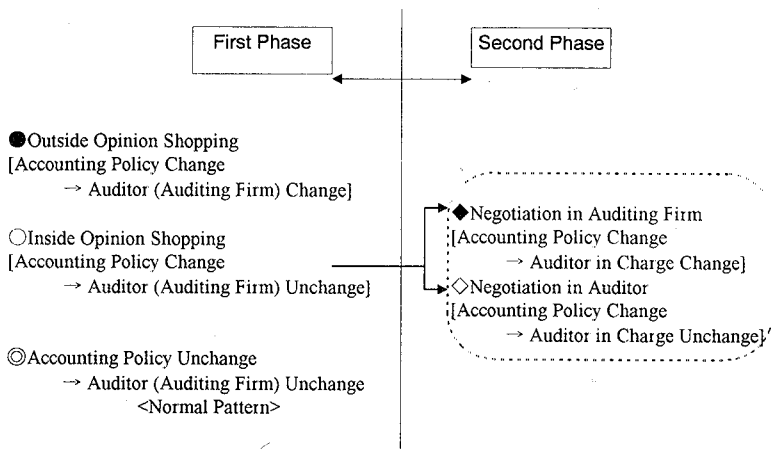 First Phase
Second Phase
●Outside Opinion Shopping
[Accounting Policy Change
→ Auditor (Auditing Firm) Change]
○Inside Opinion Shopping
[Accounting Policy Change
→ Auditor (Auditing Firm) Unchange]
◎Accounting Policy Unchange
→ Auditor (Auditing Firm) Unchange
<Normal Pattern>
◆Negotiation in Auditing Firm
[Accounting Policy Change
→ Auditor in Charge Change]
◇Negotiation in Auditor
[Accounting Policy Change
→ Auditor in Charge Unchange]